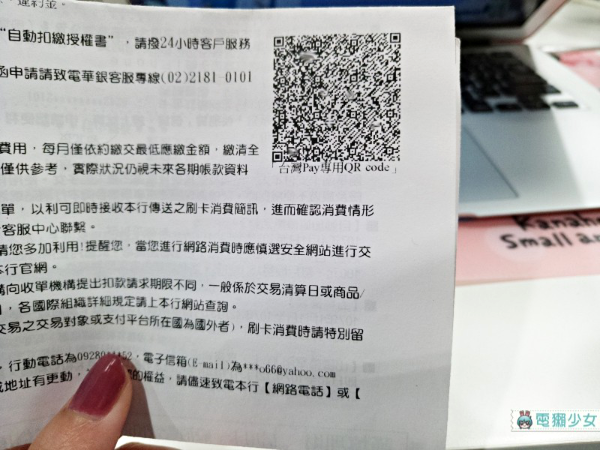 違約金。
“自動扣繳授權書”, 請撥24小時客戶服務
函申請請致電華銀客服專線(02)2181-0101
費用，每月僅依約繳交最低應繳金額，繳清全
僅供參考，實際狀況仍視未來各期帳款資料
「台灣Pay專用QR code」
單，以利可即時接收本行傳送之刷卡消費簡訊，進而確認消費情形
客服中心聯繫。
請您多加利用!提醒您，當您進行網路消費時應慎選安全網站進行交
本行官網。
構向收單機構提出扣款請求期限不同，一般係於交易清算日或商品/
，各國際組織詳細規定請上本行網站查詢。
交易之交易對象或支付平台所在國為國外者)，刷卡消費時請特別留
，行動電話為0928 52，電子信箱(E-mail)為***o66@yahoo.com
或地址有更動， 的權益，請儘速致電本行【網路電話】或【
Kanahe
Small an
電獺少女